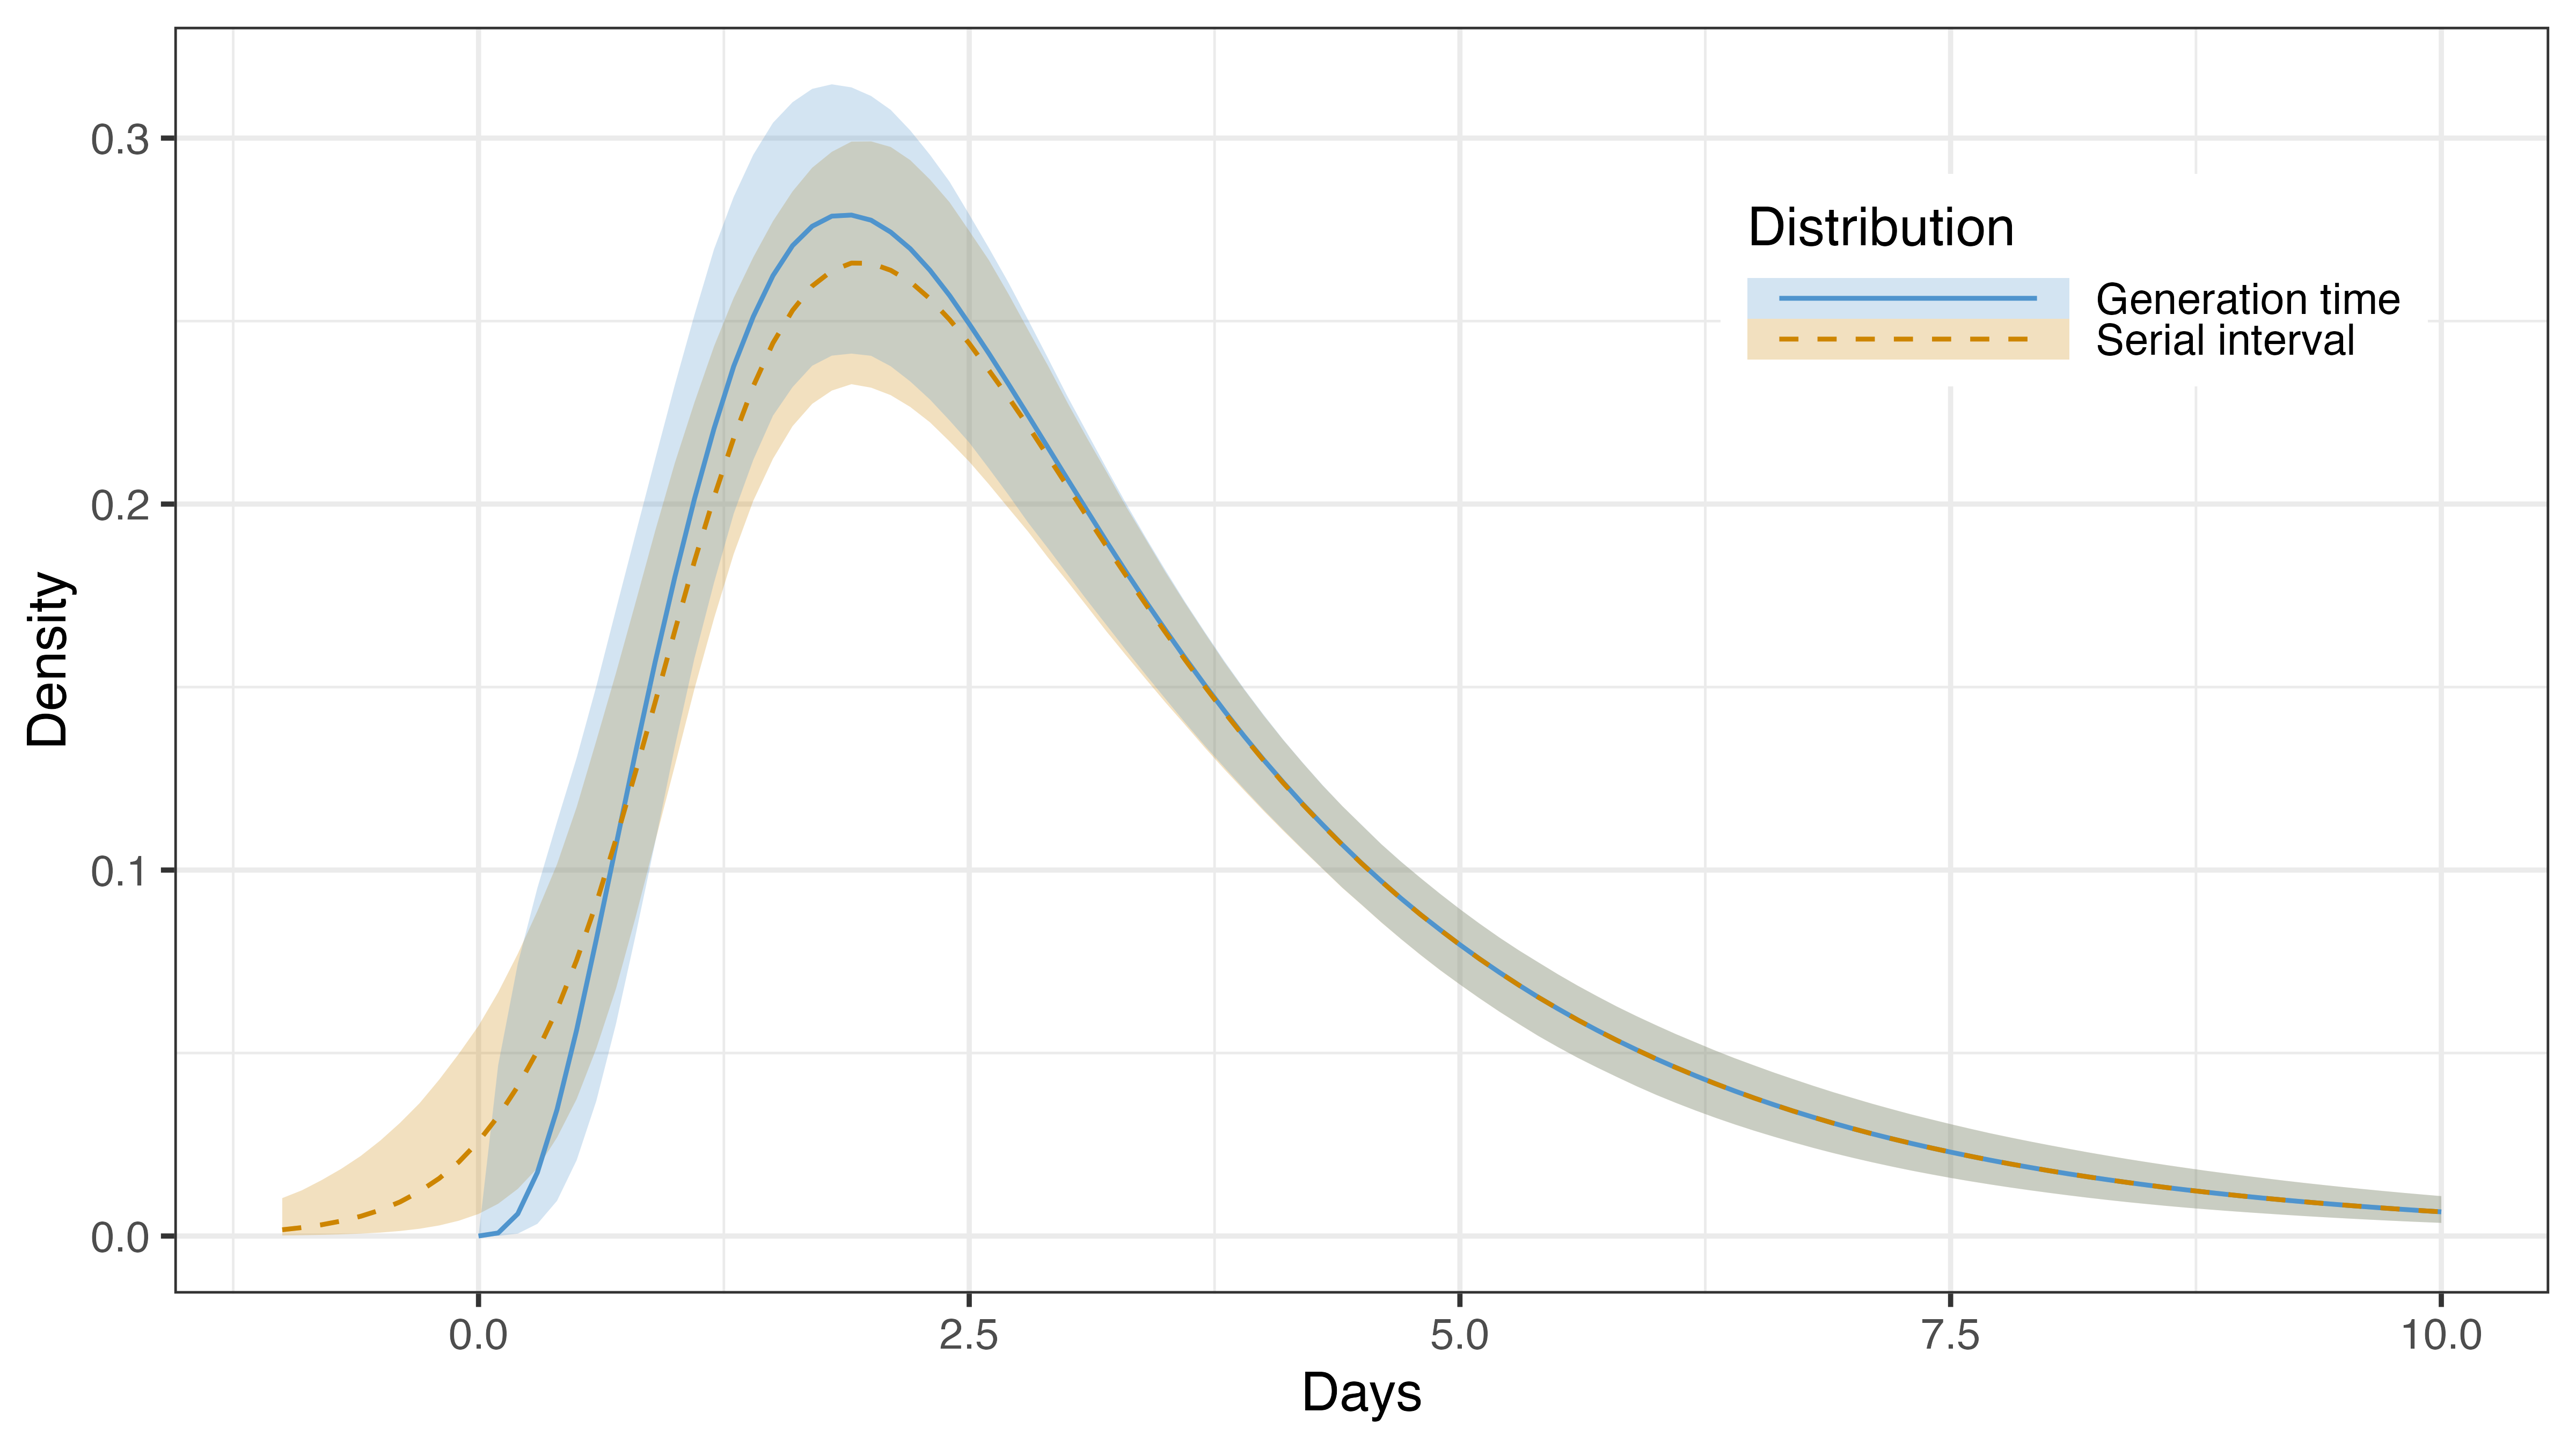 0.3
0.2
0.1
0.0
Density
0.0 2.5 5.0 7.5 10.0
Days
Distribution
Generation time
Serial interval